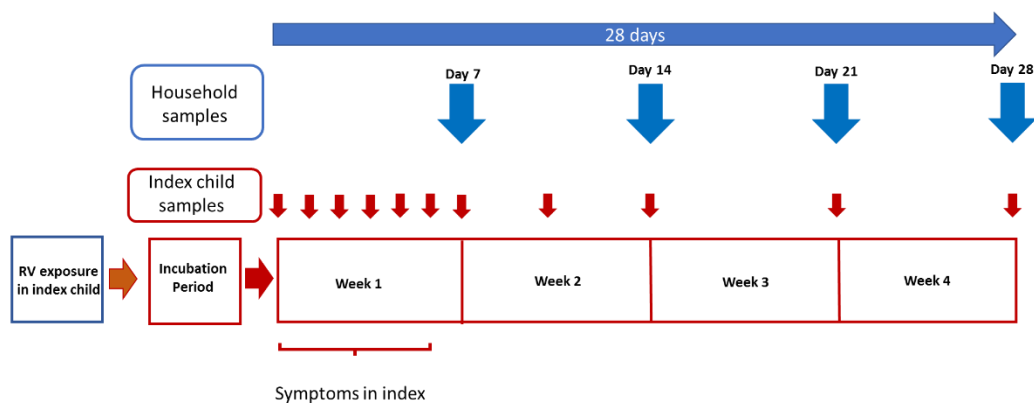 28 days
Day 7
Day 14
Day 21
Day 28
Household
samples
Index child
samples
RV exposure
in index child
Incubation
Period
Week 1
Week 2
Week 3
Week 4
Symptoms in index